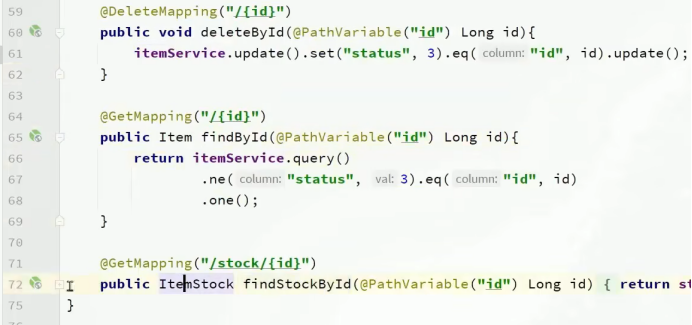 59 @DeleteMapping("/{id}")
60 public void deleteById(@PathVariable("id") Long id){
61 itemService.update().set("status", 3).eq( column: "id", id).update();
62 }
63
64 @GetMapping("/{id}")
65 public Item findById(@PathVariable("id") Long id){
66 return itemService.query()
67 .ne( column: "status", val: 3).eq( column: "id", id)
68 .one();
69 }
70
71 @GetMapping("/stock/{id}")
72 public ItemStock findStockById(@PathVariable("id") Long id) { return st
75 }